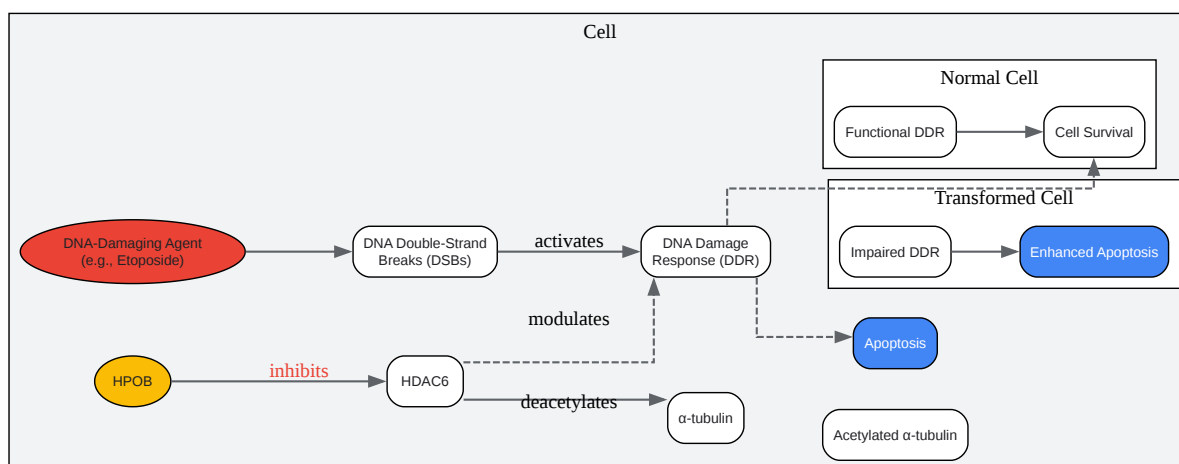 Cell
Normal Cell
Functional DDR
Cell Survival
Transformed Cell
Impaired DDR
Enhanced Apoptosis
DNA-Damaging Agent
(e.g., Etoposide)
DNA Double-Strand
Breaks (DSBs)
activates
DNA Damage
Response (DDR)
modulates
Apoptosis
HPOB
inhibits
HDAC6
deacetylates
α-tubulin
Acetylated α-tubulin